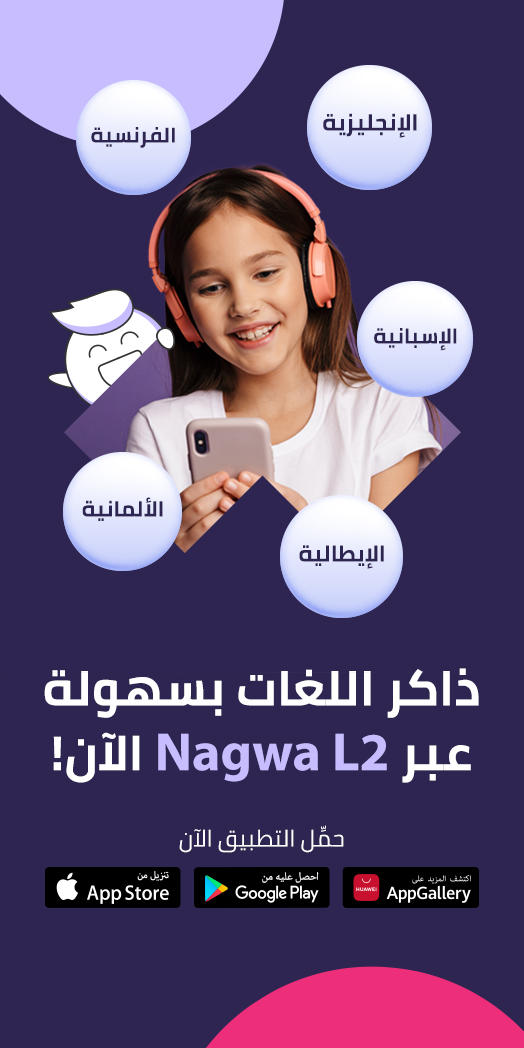 الإنجليزية
الفرنسية
الإسبانية
الألمانية
الإيطالية
ذاكر اللغات بسهولة
عبر Nagwa L2 الآن!
حمِّل التطبيق الآن
اكتشف المزيد على
AppGallery
HUAWEI
احصل عليه من
Google Play
تنزيل من
App Store